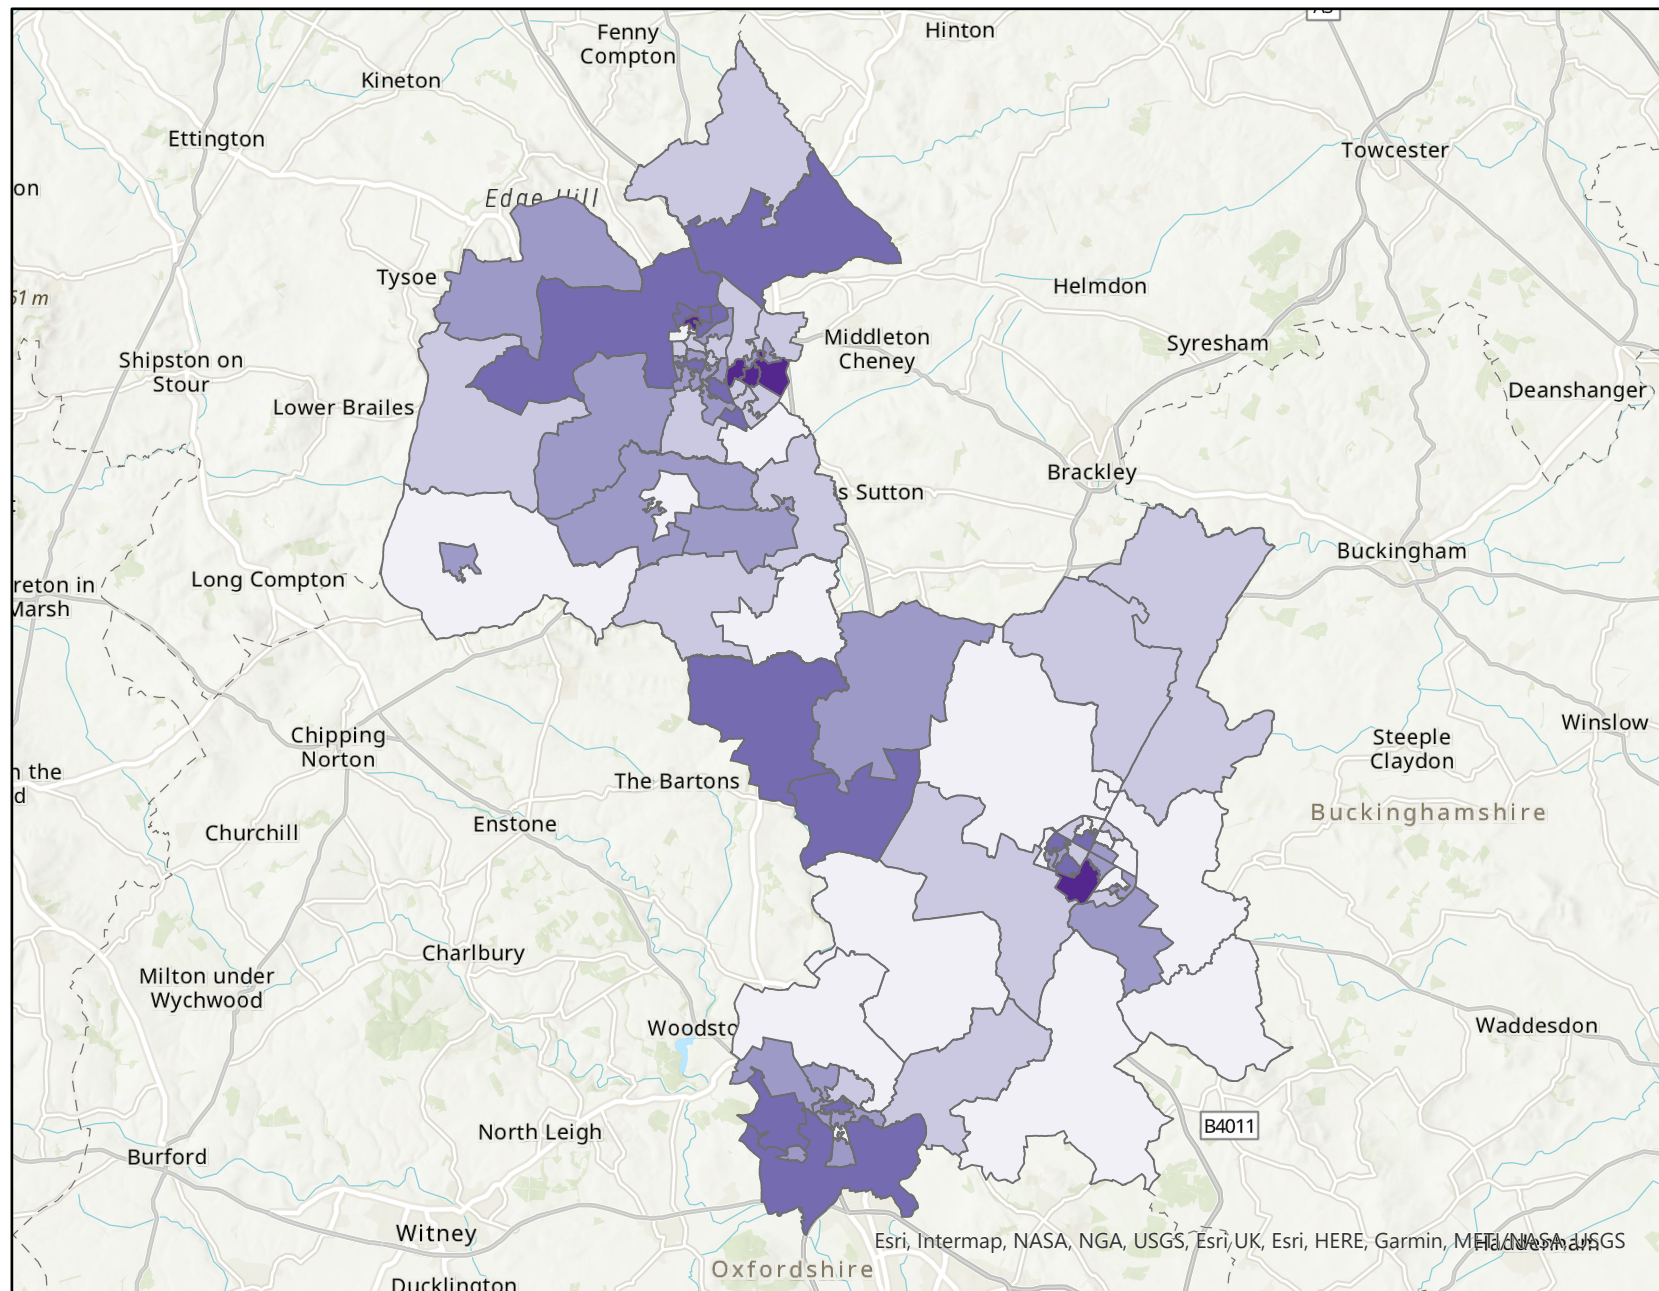 A5
Fenny
Compton
Hinton
Kineton
Ettington
Towcester
on
Edge Hill
Tysoe
Helmdon
51 m
Middleton
Cheney
Syresham
Shipston on
Stour
Deanshanger
Lower Brailes
Brackley
s Sutton
Buckingham
Long Compton
reton in
Marsh
Winslow
Chipping
Norton
Steeple
Claydon
n the
d
The Bartons
Buckinghamshire
Churchill
Enstone
Charlbury
Milton under
Wychwood
Woodsto
Waddesdon
B4011
North Leigh
Burford
Witney
Esri, Intermap, NASA, NGA, USGS, Esri UK, Esri, HERE, Garmin, METI/NASA, USGS
Haddenham
Oxfordshire
Ducklington